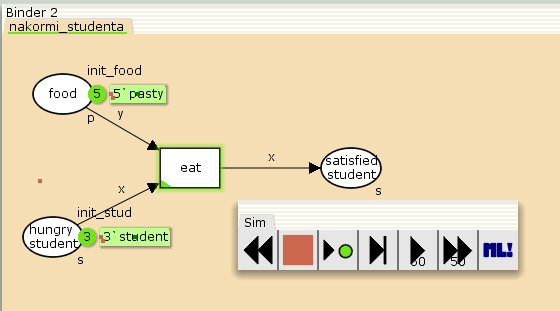 Binder 2
nakormi_studenta
init_food
food
5
5`pasty
p
y
eat
x
satisfied
student
s
x
init_stud
hungry
student
3
3`student
s
Sim
50
50
ML!